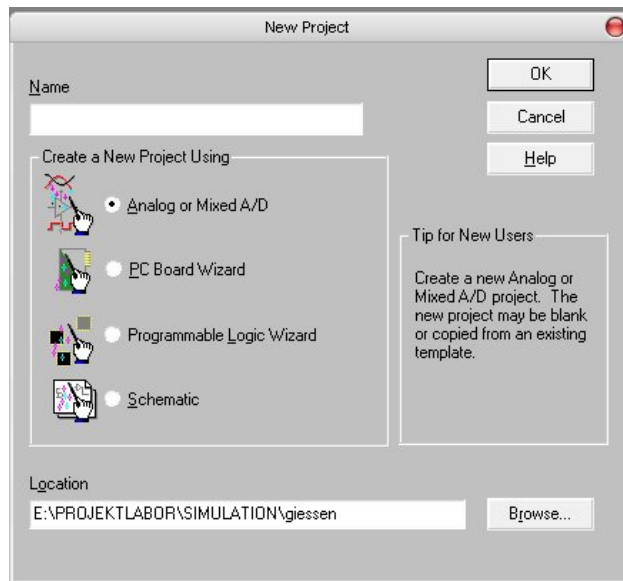 New Project
Name
OK
Cancel
Help
Create a New Project Using
Analog or Mixed A/D
PC Board Wizard
Programmable Logic Wizard
Schematic
Tip for New Users
Create a new Analog or
Mixed A/D project. The
new project may be blank
or copied from an existing
template.
Location
E:\PROJEKTLABOR\SIMULATION\giessen
Browse...